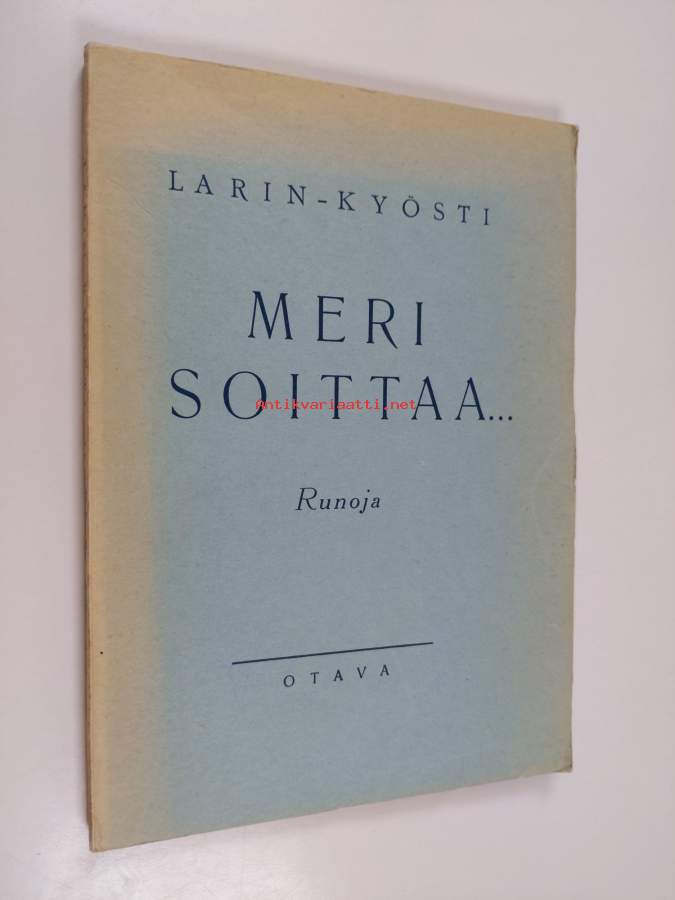 LARIN-KYÖSTI
MERI
SOITTAA...
Antikvariaatti.net
Runoja
OTAVA